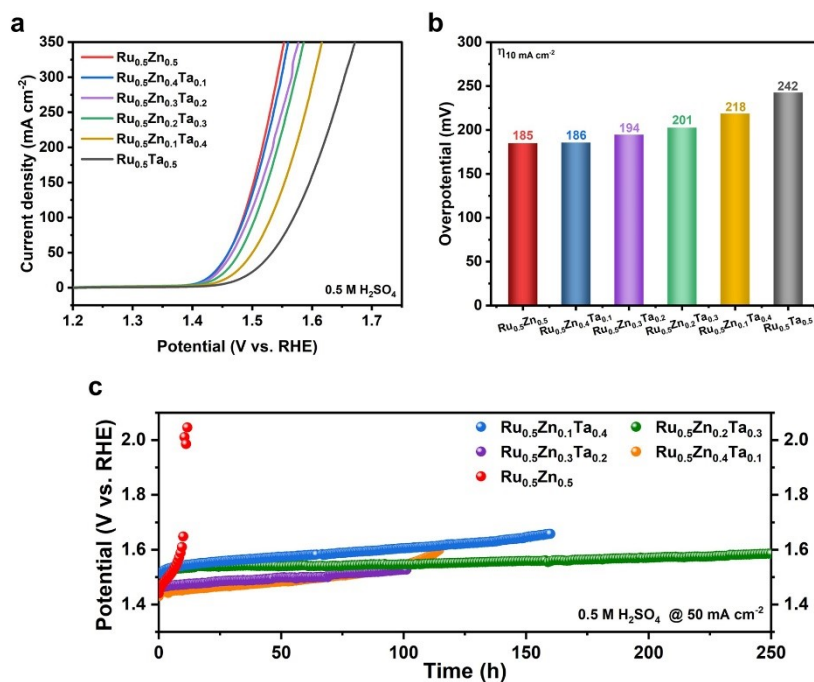 a
350
300
250
200
150
100
50
0
Current density (mA cm⁻²)
Ru₀.₅Zn₀.₅
Ru₀.₅Zn₀.₄Ta₀.₁
Ru₀.₅Zn₀.₃Ta₀.₂
Ru₀.₅Zn₀.₂Ta₀.₃
Ru₀.₅Zn₀.₁Ta₀.₄
Ru₀.₅Ta₀.₅
0.5 M H₂SO₄
1.2 1.3 1.4 1.5 1.6 1.7
Potential (V vs. RHE)
b
300
250
200
150
100
50
0
Overpotential (mV)
η₁₀ ₘA cm⁻²
185 186 194 201 218 242
Ru₀.₅Zn₀.₅
Ru₀.₅Zn₀.₄Ta₀.₁
Ru₀.₅Zn₀.₃Ta₀.₂
Ru₀.₅Zn₀.₂Ta₀.₃
Ru₀.₅Zn₀.₁Ta₀.₄
Ru₀.₅Ta₀.₅
c
2.0
1.8
1.6
1.4
Potential (V vs. RHE)
Ru₀.₅Zn₀.₁Ta₀.₄ Ru₀.₅Zn₀.₂Ta₀.₃
Ru₀.₅Zn₀.₃Ta₀.₂ Ru₀.₅Zn₀.₄Ta₀.₁
Ru₀.₅Zn₀.₅
2.0
1.8
1.6
1.4
0.5 M H₂SO₄ @ 50 mA cm⁻²
0 50 100 150 200 250
Time (h)